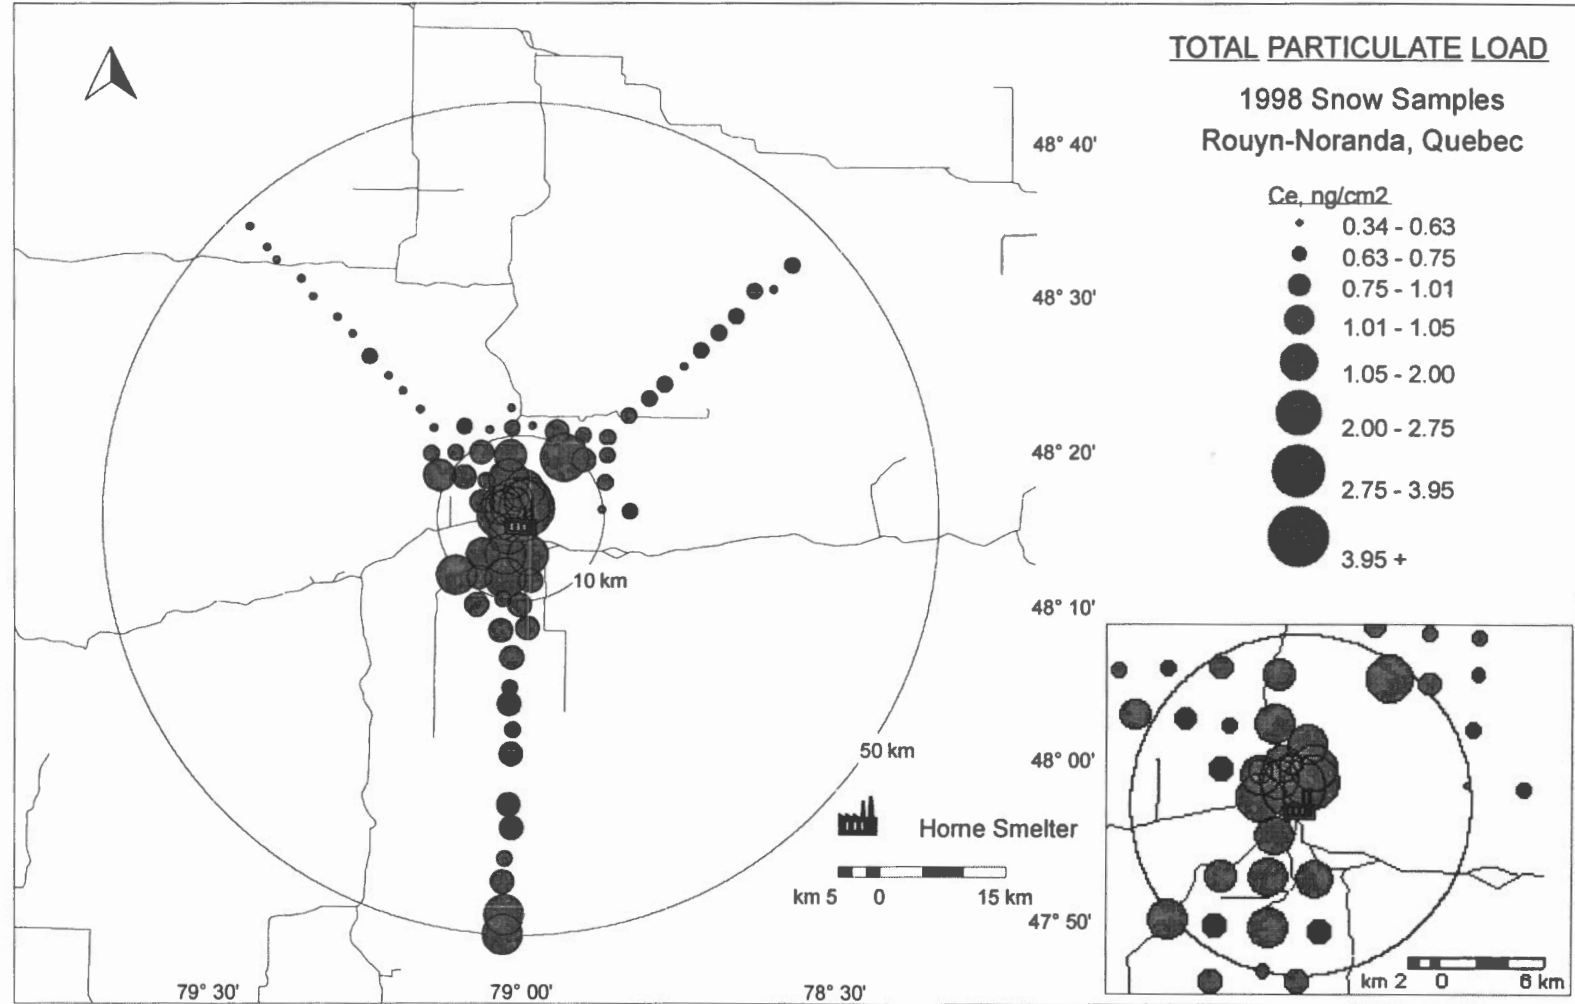 TOTAL PARTICULATE LOAD
1998 Snow Samples
Rouyn-Noranda, Quebec
Ce, ng/cm2
0.34 - 0.63
0.63 - 0.75
0.75 - 1.01
1.01 - 1.05
1.05 - 2.00
2.00 - 2.75
2.75 - 3.95
3.95 +
48° 40'
48° 30'
48° 20'
48° 10'
48° 00'
47° 50'
10 km
50 km
Horne Smelter
km 5 0 15 km
79° 30' 79° 00' 78° 30'
km 2 0 6 km